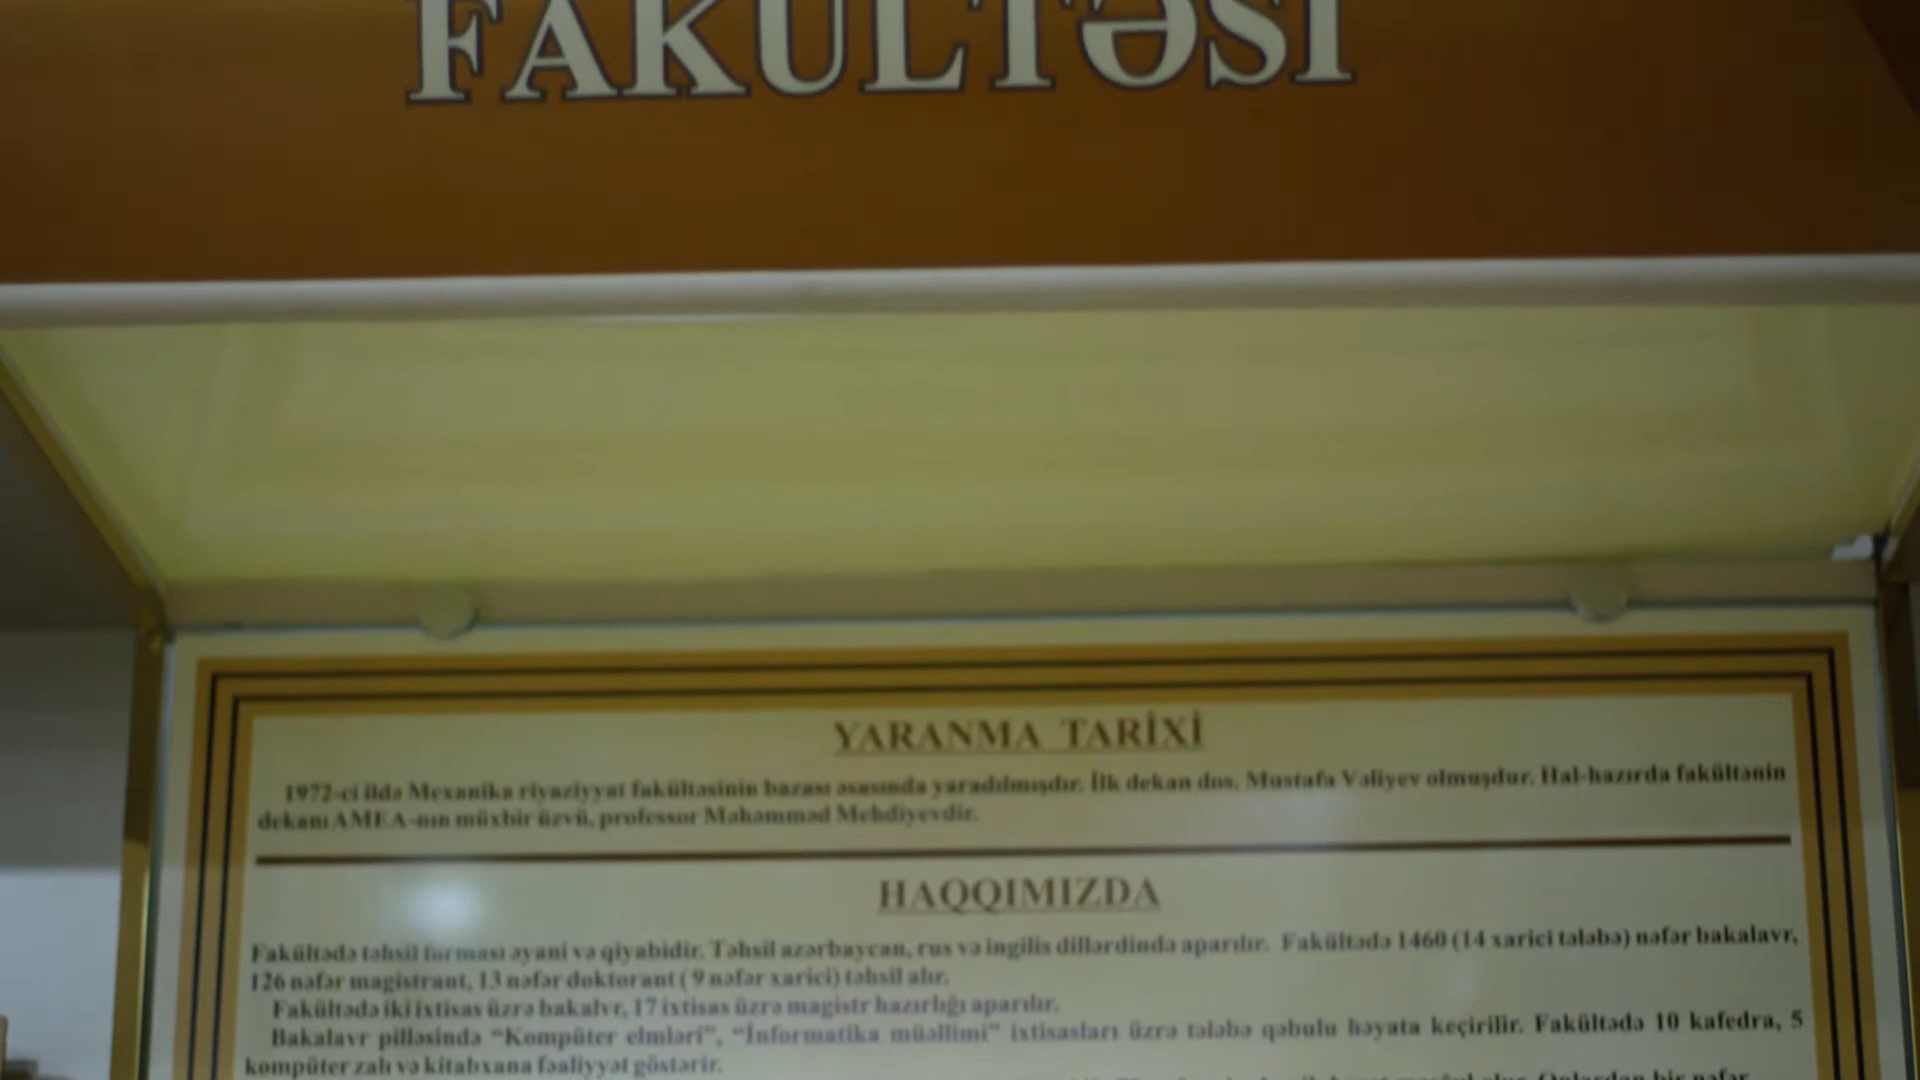 FAKÜLTƏSİ
YARANMA TARİXİ
1972-ci ildə Mexanika riyaziyyat fakültəsinin bazası əsasında yaradılmışdır. İlk dekan dos. Mustafa Vəliyev olmuşdur. Hal-hazırda fakültənin
dekanı AMEA-nın müxbir üzvü, professor Məhəmməd Mehdiyevdir.
HAQQIMIZDA
Fakültədə təhsil forması əyani və qiyabidir. Təhsil azərbaycan, rus və ingilis dillərdində aparılır. Fakültədə 1460 (14 xarici tələbə) nəfər bakalavr,
126 nəfər magistrant, 13 nəfər doktorant ( 9 nəfər xarici) təhsil alır.
Fakültədə iki ixtisas üzrə bakalvr, 17 ixtisas üzrə magistr hazırlığı aparılır.
Bakalavr pilləsində “Kompüter elmləri”, “İnformatika müəllimi” ixtisasları üzrə tələbə qəbulu həyata keçirilir. Fakültədə 10 kafedra, 5
kompüter zalı və kitabxana fəaliyyət göstərir.
Onlardan bir nəfər